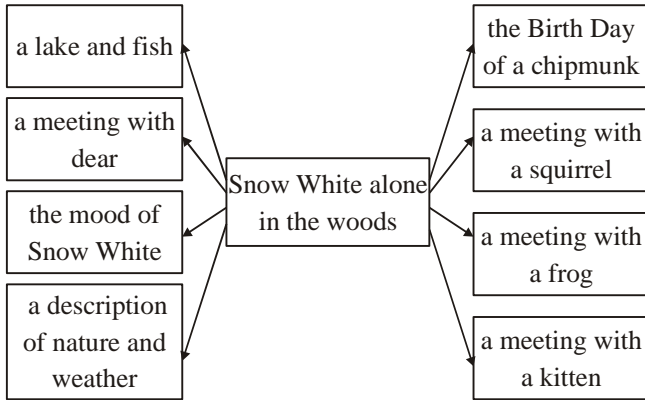 a lake and fish
a meeting with
dear
the mood of
Snow White
a description
of nature and
weather
Snow White alone
in the woods
the Birth Day
of a chipmunk
a meeting with
a squirrel
a meeting with
a frog
a meeting with
a kitten